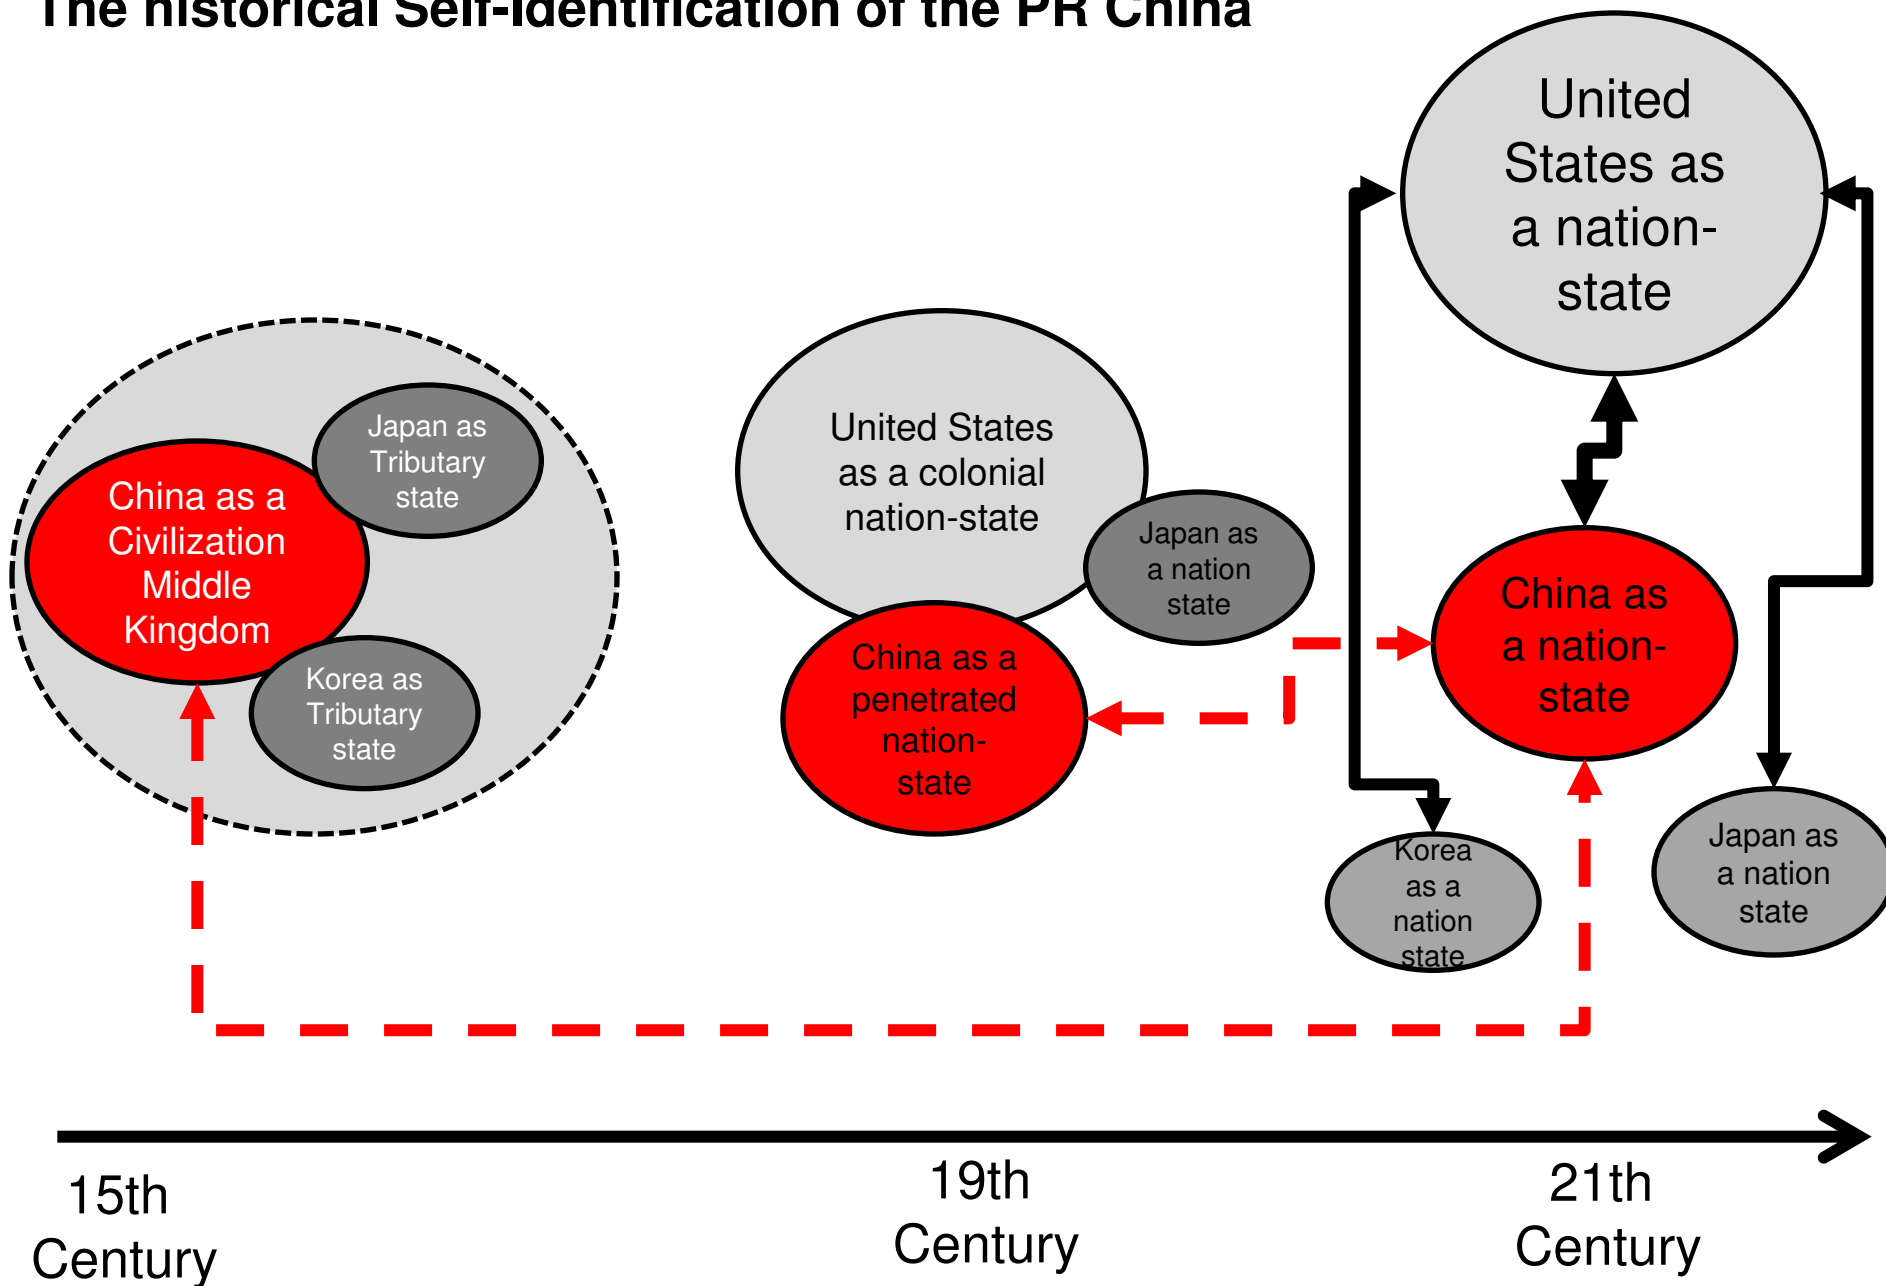 The historical Self-Identification of the PR China
United
States as
a nation-
state
Japan as
Tributary
state
China as a
Civilization
Middle
Kingdom
Korea as
Tributary
state
United States
as a colonial
nation-state
Japan as
a nation
state
China as a
penetrated
nation-
state
China as
a nation-
state
Korea
as a
nation
state
Japan as
a nation
state
15th
Century
19th
Century
21th
Century